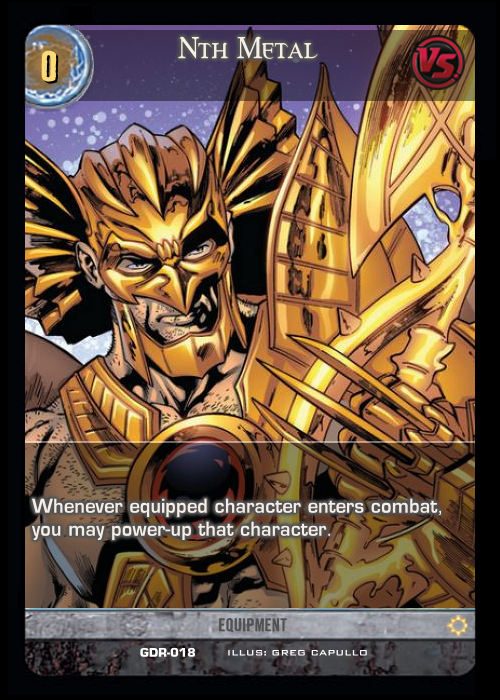 0
Nth Metal
VS
Whenever equipped character enters combat,
you may power-up that character.
EQUIPMENT
GDR-018 ILLUS: GREG CAPULLO